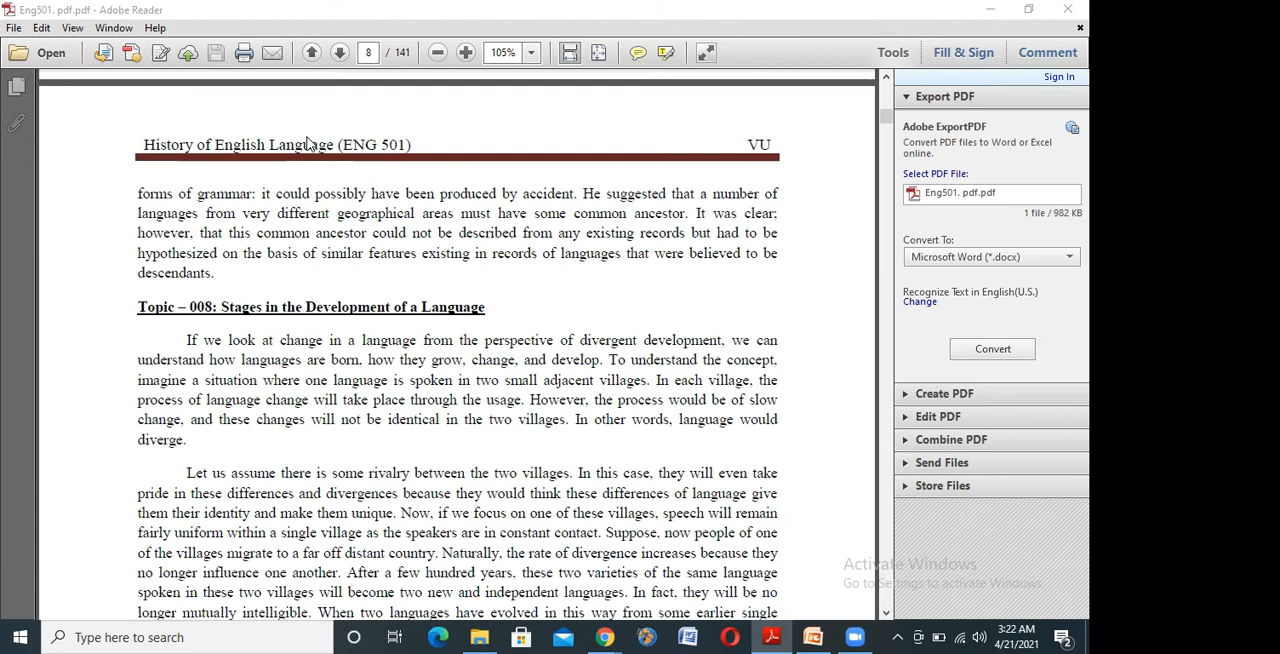 Eng501. pdf.pdf - Adobe Reader
File Edit View Window Help
Open 8 / 141 105% Tools Fill & Sign Comment
Sign In
Export PDF
Adobe ExportPDF
Convert PDF files to Word or Excel
online.
Select PDF File:
Eng501. pdf.pdf
1 file / 982 KB
Convert To:
Microsoft Word (*.docx)
Recognize Text in English(U.S.)
Change
Convert
Create PDF
Edit PDF
Combine PDF
Send Files
Store Files
History of English Language (ENG 501) VU
forms of grammar: it could possibly have been produced by accident. He suggested that a number of
languages from very different geographical areas must have some common ancestor. It was clear;
however, that this common ancestor could not be described from any existing records but had to be
hypothesized on the basis of similar features existing in records of languages that were believed to be
descendants.
Topic – 008: Stages in the Development of a Language
If we look at change in a language from the perspective of divergent development, we can
understand how languages are born, how they grow, change, and develop. To understand the concept,
imagine a situation where one language is spoken in two small adjacent villages. In each village, the
process of language change will take place through the usage. However, the process would be of slow
change, and these changes will not be identical in the two villages. In other words, language would
diverge.
Let us assume there is some rivalry between the two villages. In this case, they will even take
pride in these differences and divergences because they would think these differences of language give
them their identity and make them unique. Now, if we focus on one of these villages, speech will remain
fairly uniform within a single village as the speakers are in constant contact. Suppose, now people of one
of the villages migrate to a far off distant country. Naturally, the rate of divergence increases because they
no longer influence one another. After a few hundred years, these two varieties of the same language
spoken in these two villages will become two new and independent languages. In fact, they will be no
longer mutually intelligible. When two languages have evolved in this way from some earlier single
Activate Windows
Go to Settings to activate Windows.
Type here to search
3:22 AM
4/21/2021
2